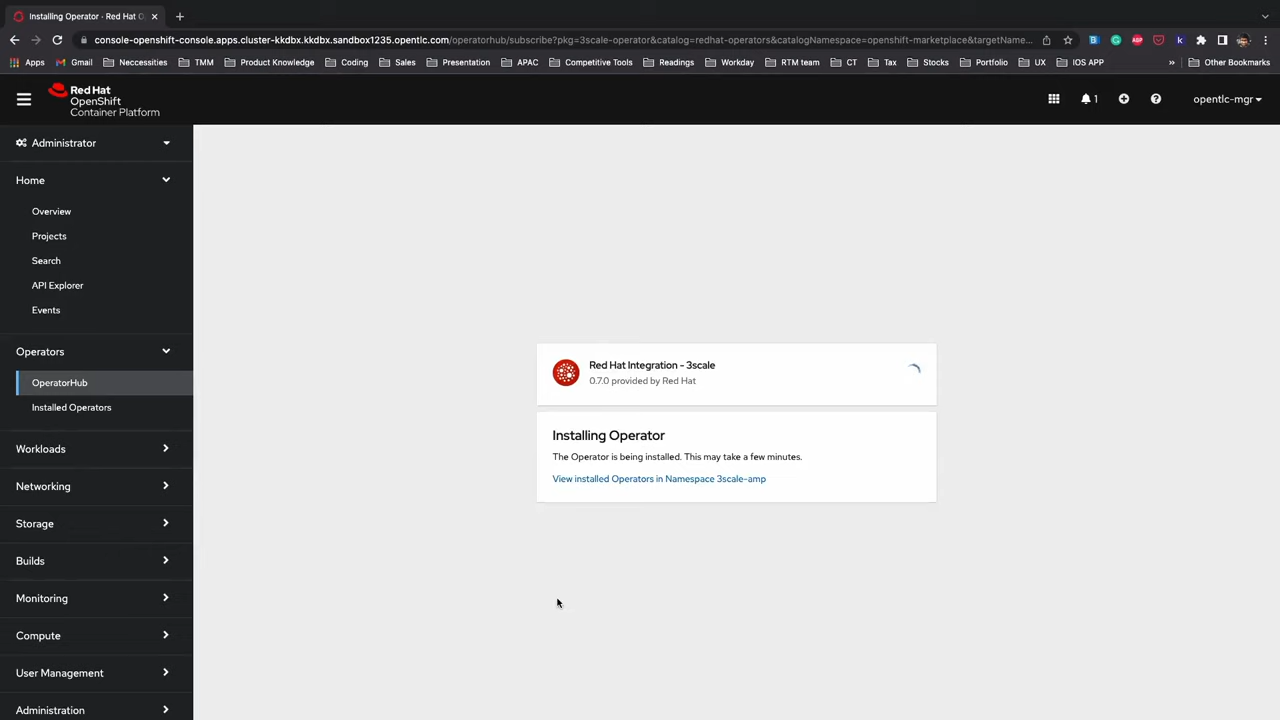 Installing Operator · Red Hat O
console-openshift-console.apps.cluster-kkdbx.kkdbx.sandbox1235.opentlc.com/operatorhub/subscribe?pkg=3scale-operator&catalog=redhat-operators&catalogNamespace=openshift-marketplace&targetName...
Apps Gmail Neccessities TMM Product Knowledge Coding Sales Presentation APAC Competitive Tools Readings Workday RTM team CT Tax Stocks Portfolio UX IOS APP » Other Bookmarks
Red Hat
OpenShift
Container Platform
1
opentlc-mgr
Administrator
Home
Overview
Projects
Search
API Explorer
Events
Operators
OperatorHub
Installed Operators
Workloads
Networking
Storage
Builds
Monitoring
Compute
User Management
Administration
Red Hat Integration - 3scale
0.7.0 provided by Red Hat
Installing Operator
The Operator is being installed. This may take a few minutes.
View installed Operators in Namespace 3scale-amp